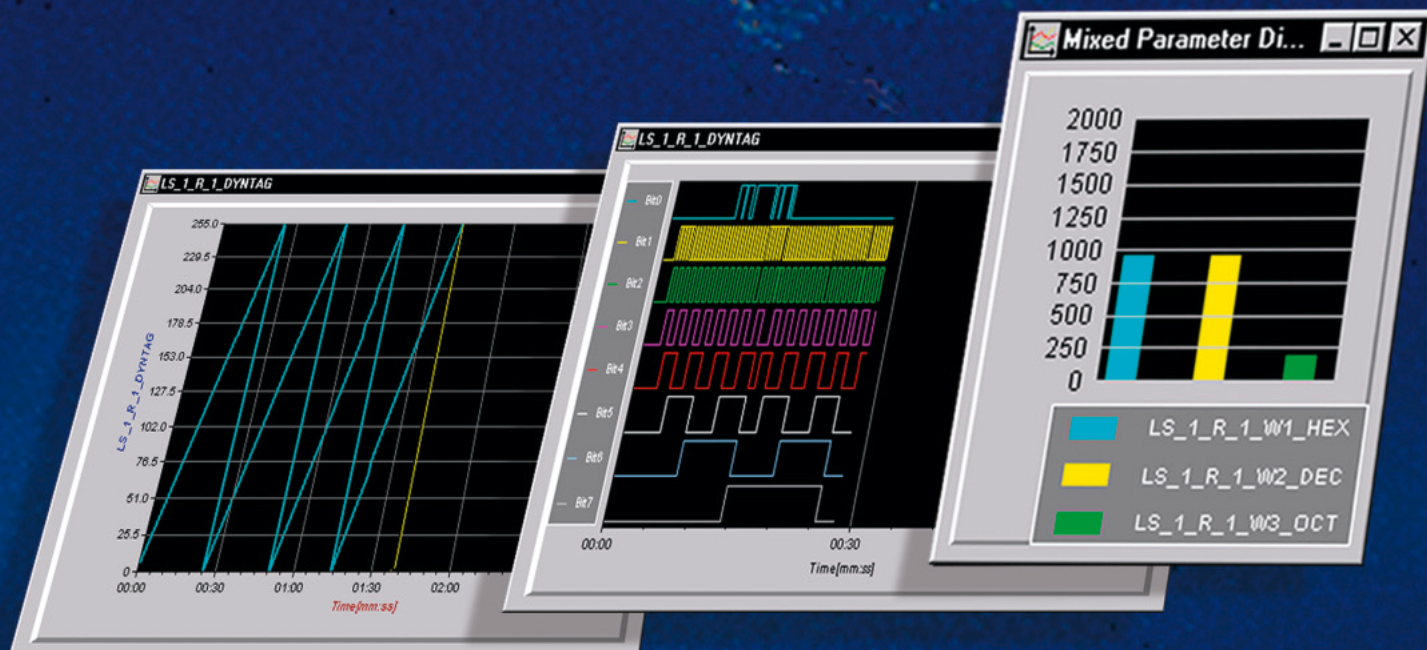 LS_1_R_1_DYNTAG
255.0
229.5
204.0
178.5
153.0
127.5
102.0
76.5
51.0
25.5
0
LS_1_R_1_DYNTAG
00:00 00:30 01:00 01:30 02:00
Time[mm:ss]
LS_1_R_1_DYNTAG
Bit0
Bit1
Bit2
Bit3
Bit4
Bit5
Bit6
Bit7
00:00 00:30
Time[mm:ss]
Mixed Parameter Di...
2000
1750
1500
1250
1000
750
500
250
0
LS_1_R_1_W1_HEX
LS_1_R_1_W2_DEC
LS_1_R_1_W3_OCT